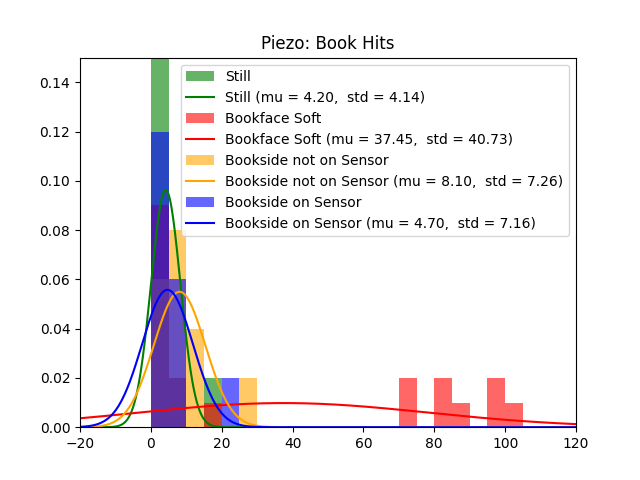 Piezo: Book Hits
0.14
0.12
0.10
0.08
0.06
0.04
0.02
0.00
Still
Still (mu = 4.20,  std = 4.14)
Bookface Soft
Bookface Soft (mu = 37.45,  std = 40.73)
Bookside not on Sensor
Bookside not on Sensor (mu = 8.10,  std = 7.26)
Bookside on Sensor
Bookside on Sensor (mu = 4.70,  std = 7.16)
−20 0 20 40 60 80 100 120